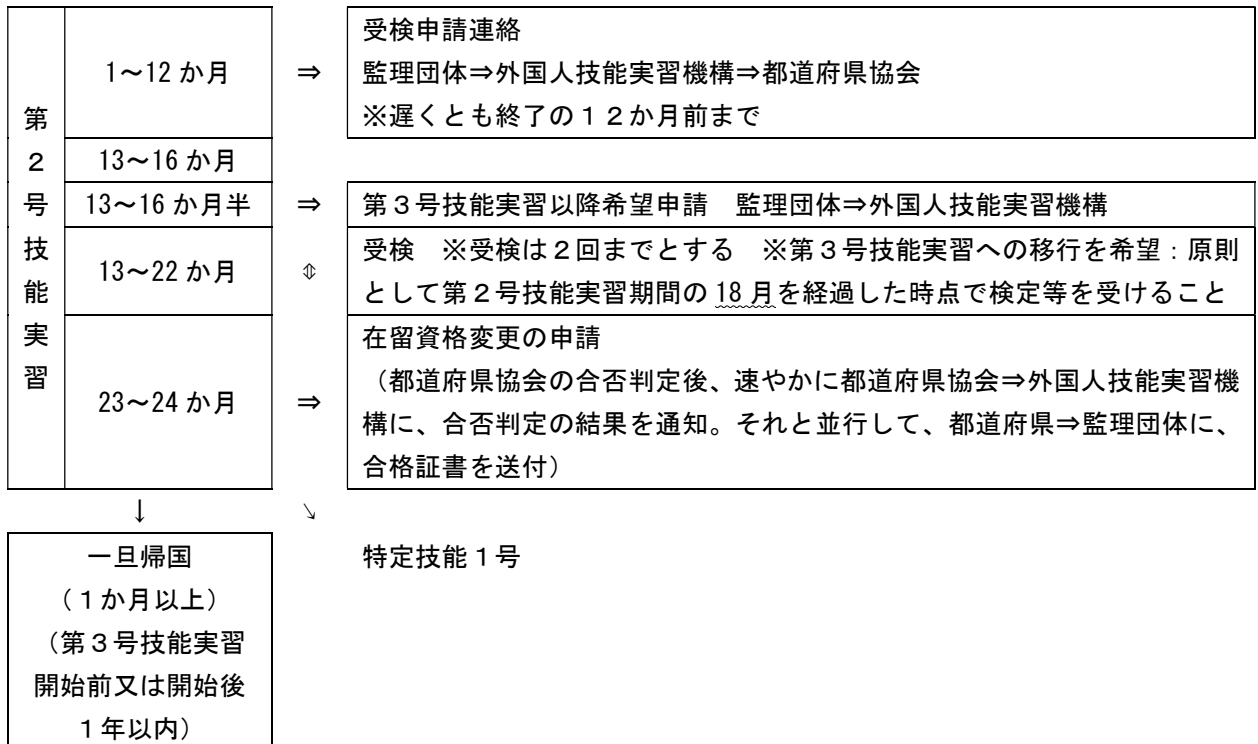 第２号技能実習
1～12 か月
⇒
受検申請連絡
監理団体⇒外国人技能実習機構⇒都道府県協会
※遅くとも終了の１２か月前まで
13～16 か月
13～16 か月半
⇒
第３号技能実習以降希望申請　監理団体⇒外国人技能実習機構
13～22 か月
⇕
受検　※受検は２回までとする　※第３号技能実習への移行を希望：原則
として第２号技能実習期間の 18 月を経過した時点で検定等を受けること
23～24 か月
⇒
在留資格変更の申請
（都道府県協会の合否判定後、速やかに都道府県協会⇒外国人技能実習機
構に、合否判定の結果を通知。それと並行して、都道府県⇒監理団体に、
合格証書を送付）
↓
↘
一旦帰国
（１か月以上）
（第３号技能実習
開始前又は開始後
１年以内）
特定技能１号